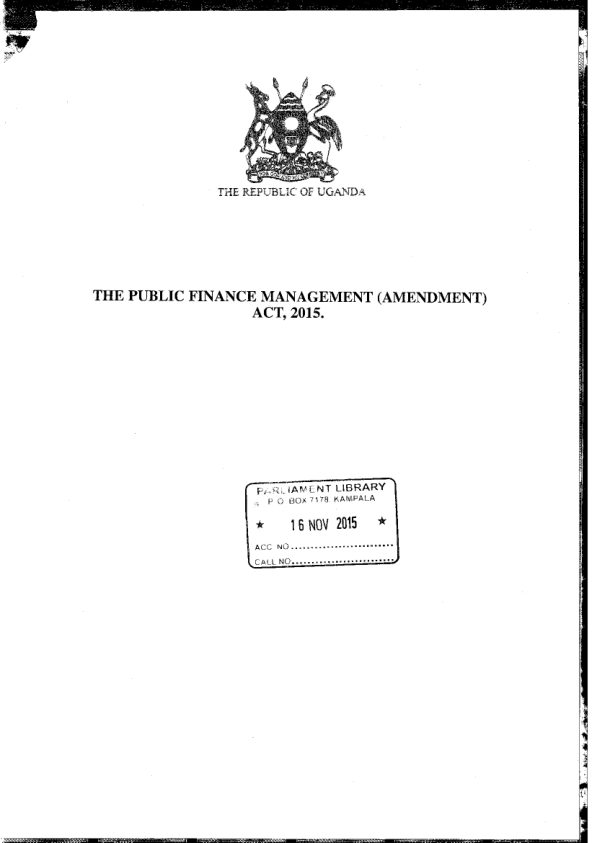 THE REPUBLIC OF UGANDA
THE PUBLIC FINANCE MANAGEMENT (AMENDMENT)
ACT, 2015.
PARLIAMENT LIBRARY
P O BOX 7178 KAMPALA
★ 16 NOV 2015 ★
ACC NO...........................
CALL NO...........................